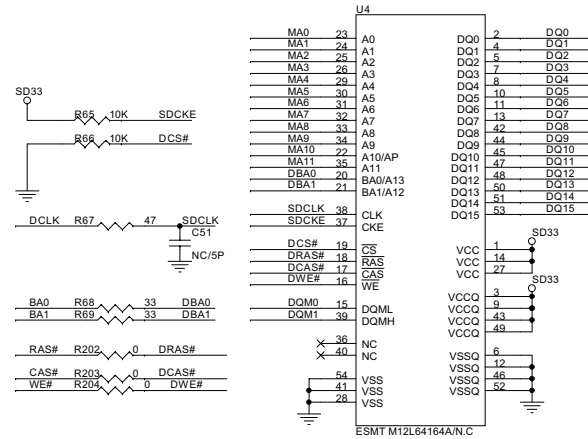 U4
MA0 23 A0 DQ0 2 DQ0
MA1 24 A1 DQ1 4 DQ1
MA2 25 A2 DQ2 5 DQ2
MA3 26 A3 DQ3 7 DQ3
MA4 29 A4 DQ4 8 DQ4
MA5 30 A5 DQ5 10 DQ5
MA6 31 A6 DQ6 11 DQ6
MA7 32 A7 DQ7 13 DQ7
MA8 33 A8 DQ8 42 DQ8
MA9 34 A9 DQ9 44 DQ9
MA10 22 A10/AP DQ10 45 DQ10
MA11 35 A11 DQ11 47 DQ11
DBA0 20 BA0/A13 DQ12 48 DQ12
DBA1 21 BA1/A12 DQ13 50 DQ13
DQ14 51 DQ14
SDCLK 38 CLK DQ15 53 DQ15
SDCKE 37 CKE
DCS# 19 CS
DRAS# 18 RAS
DCAS# 17 CAS
DWE# 16 WE
DQM0 15 DQML
DQM1 39 DQMH
36 NC
40 NC
54 VSS
41 VSS
28 VSS
SD33
VCC 1
VCC 14
VCC 27
SD33
VCCQ 3
VCCQ 9
VCCQ 43
VCCQ 49
VSSQ 6
VSSQ 12
VSSQ 46
VSSQ 52
ESMT M12L64164A/N.C
SD33
R65 10K SDCKE
R66 10K DCS#
DCLK R67 47 SDCLK
C51
NC/5P
BA0 R68 33 DBA0
BA1 R69 33 DBA1
RAS# R202 0 DRAS#
CAS# R203 0 DCAS#
WE# R204 0 DWE#